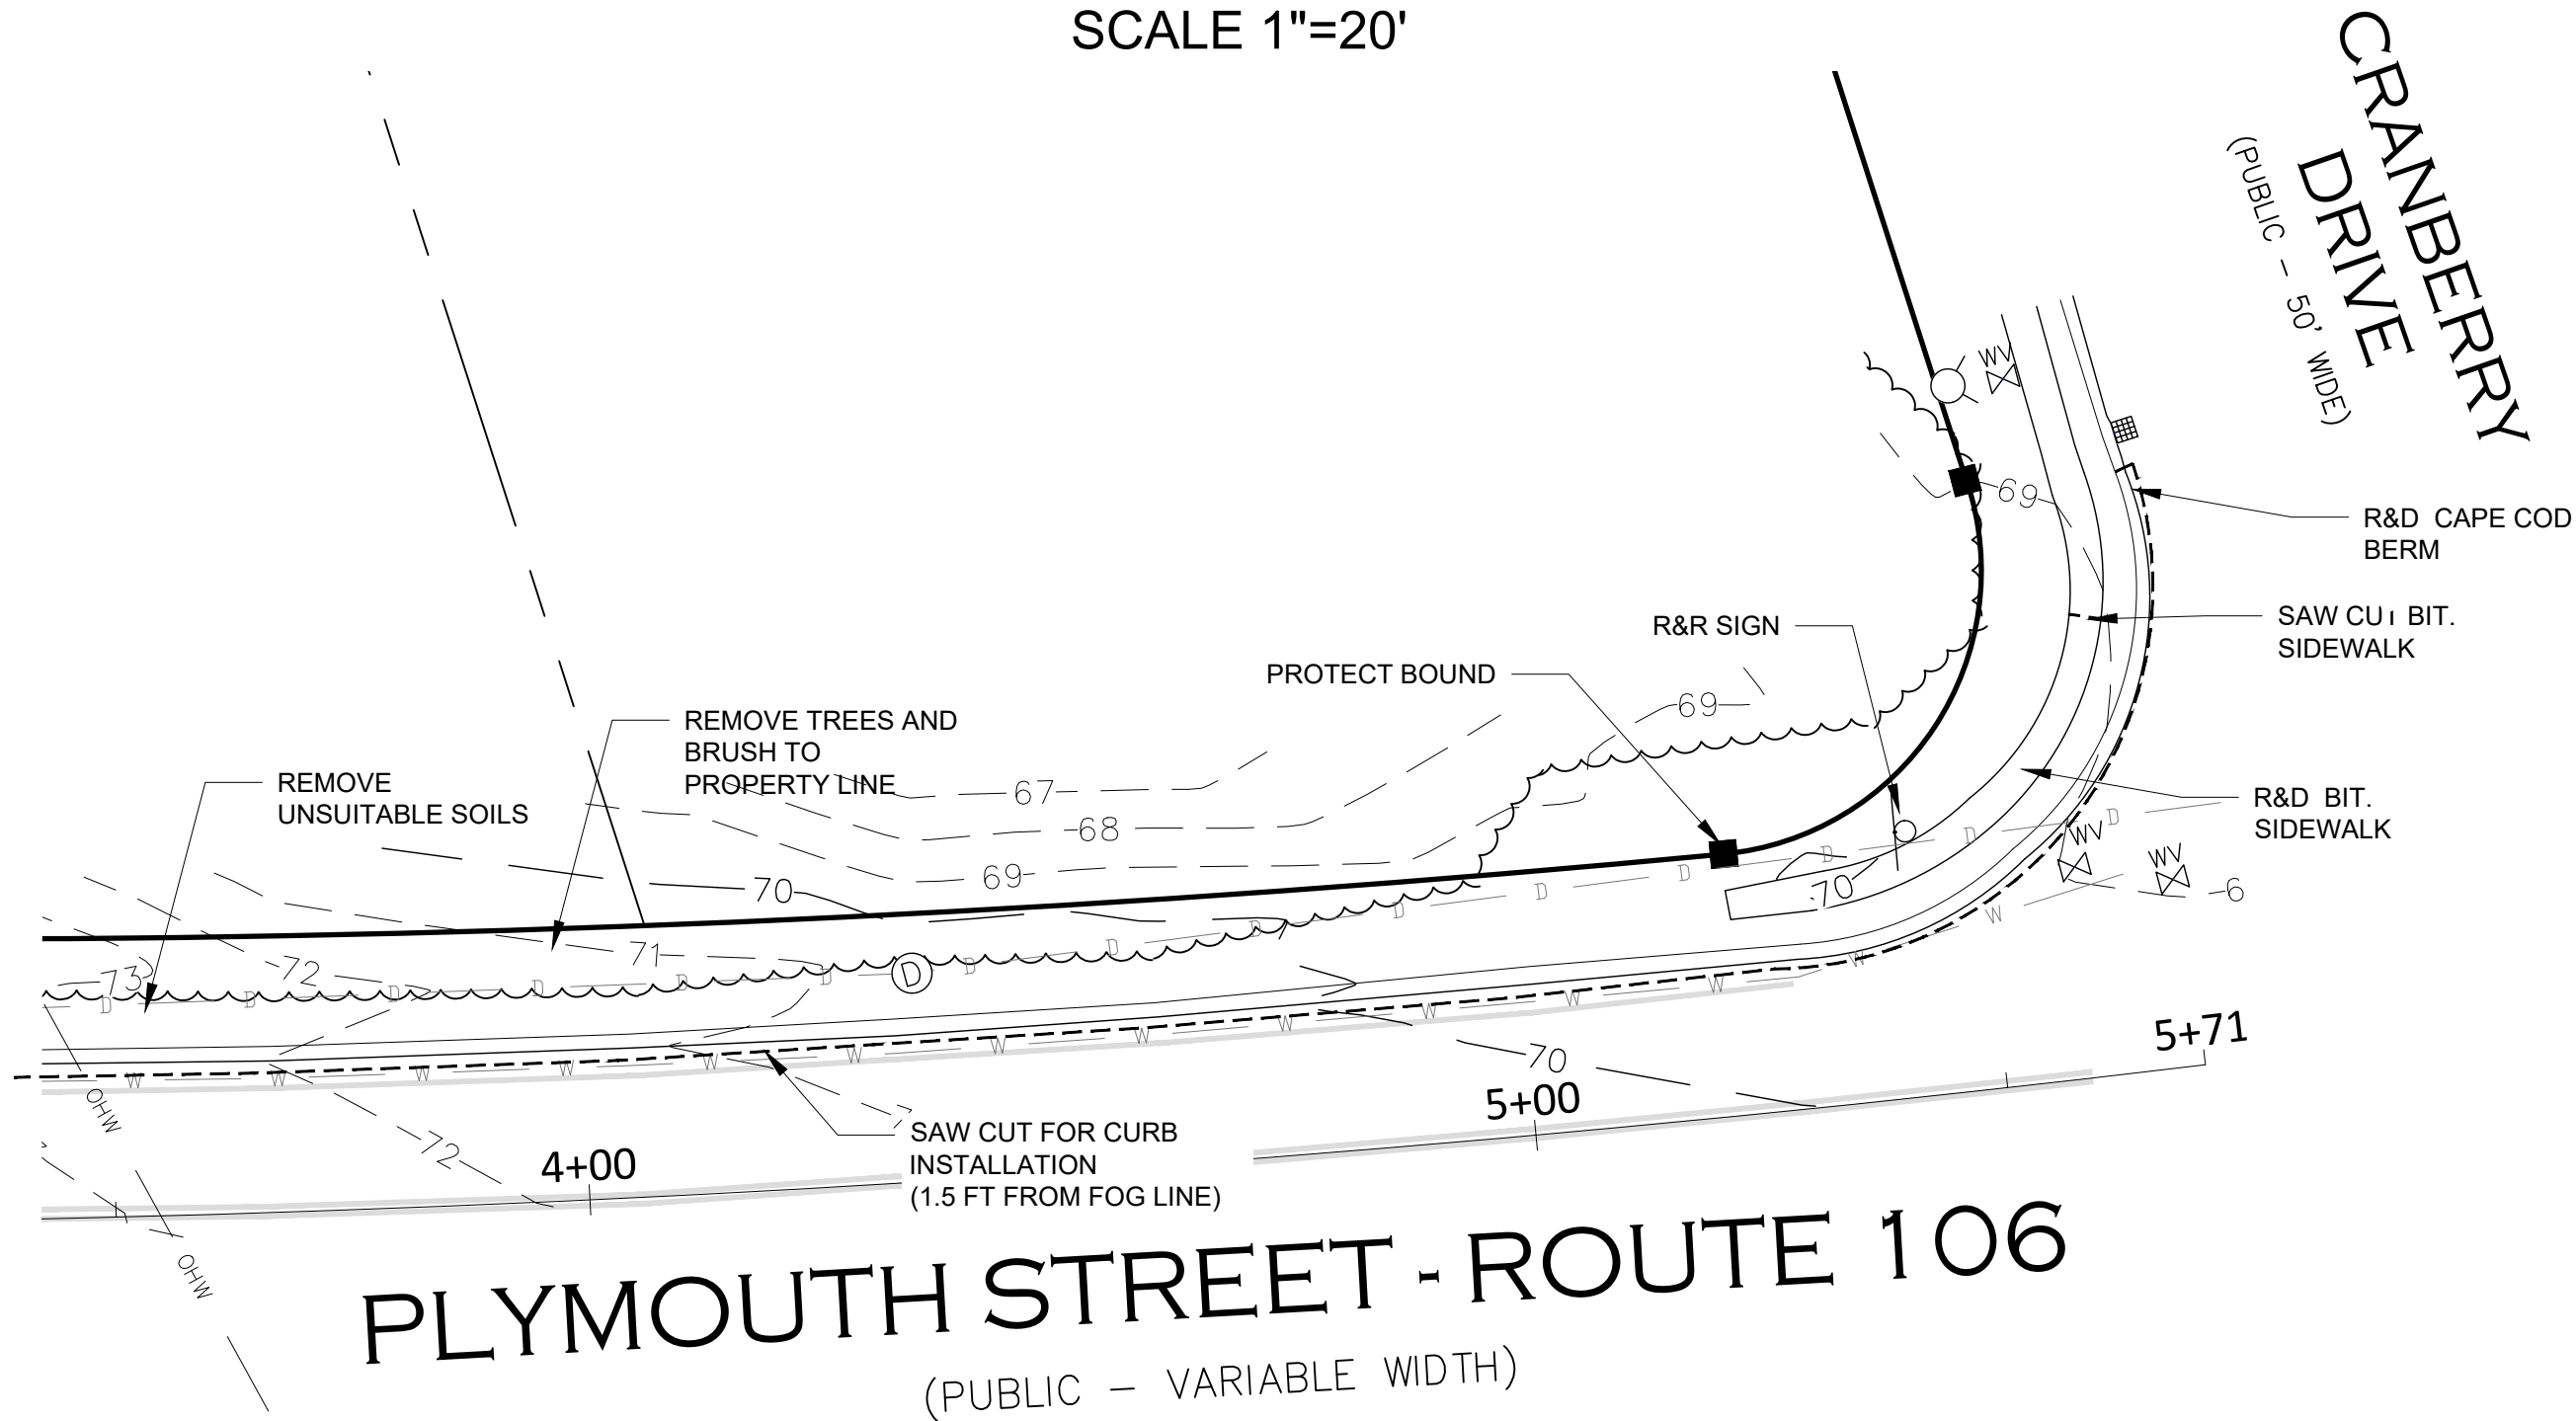 SCALE 1"=20'
CRANBERRY
DRIVE
(PUBLIC - 50' WIDE)
WV
69
R&D CAPE COD
BERM
SAW CUT BIT.
SIDEWALK
R&R SIGN
PROTECT BOUND
69
REMOVE TREES AND
BRUSH TO
PROPERTY LINE
REMOVE
UNSUITABLE SOILS
67
68
69
70
R&D BIT.
SIDEWALK
WV
WV
70
6
71
72
73
D
D D D D D D D D D D D D D D D
W W W W W W W W W W W W W W
OHW
OHW
72
70
4+00
5+00
5+71
SAW CUT FOR CURB
INSTALLATION
(1.5 FT FROM FOG LINE)
PLYMOUTH STREET - ROUTE 106
(PUBLIC - VARIABLE WIDTH)